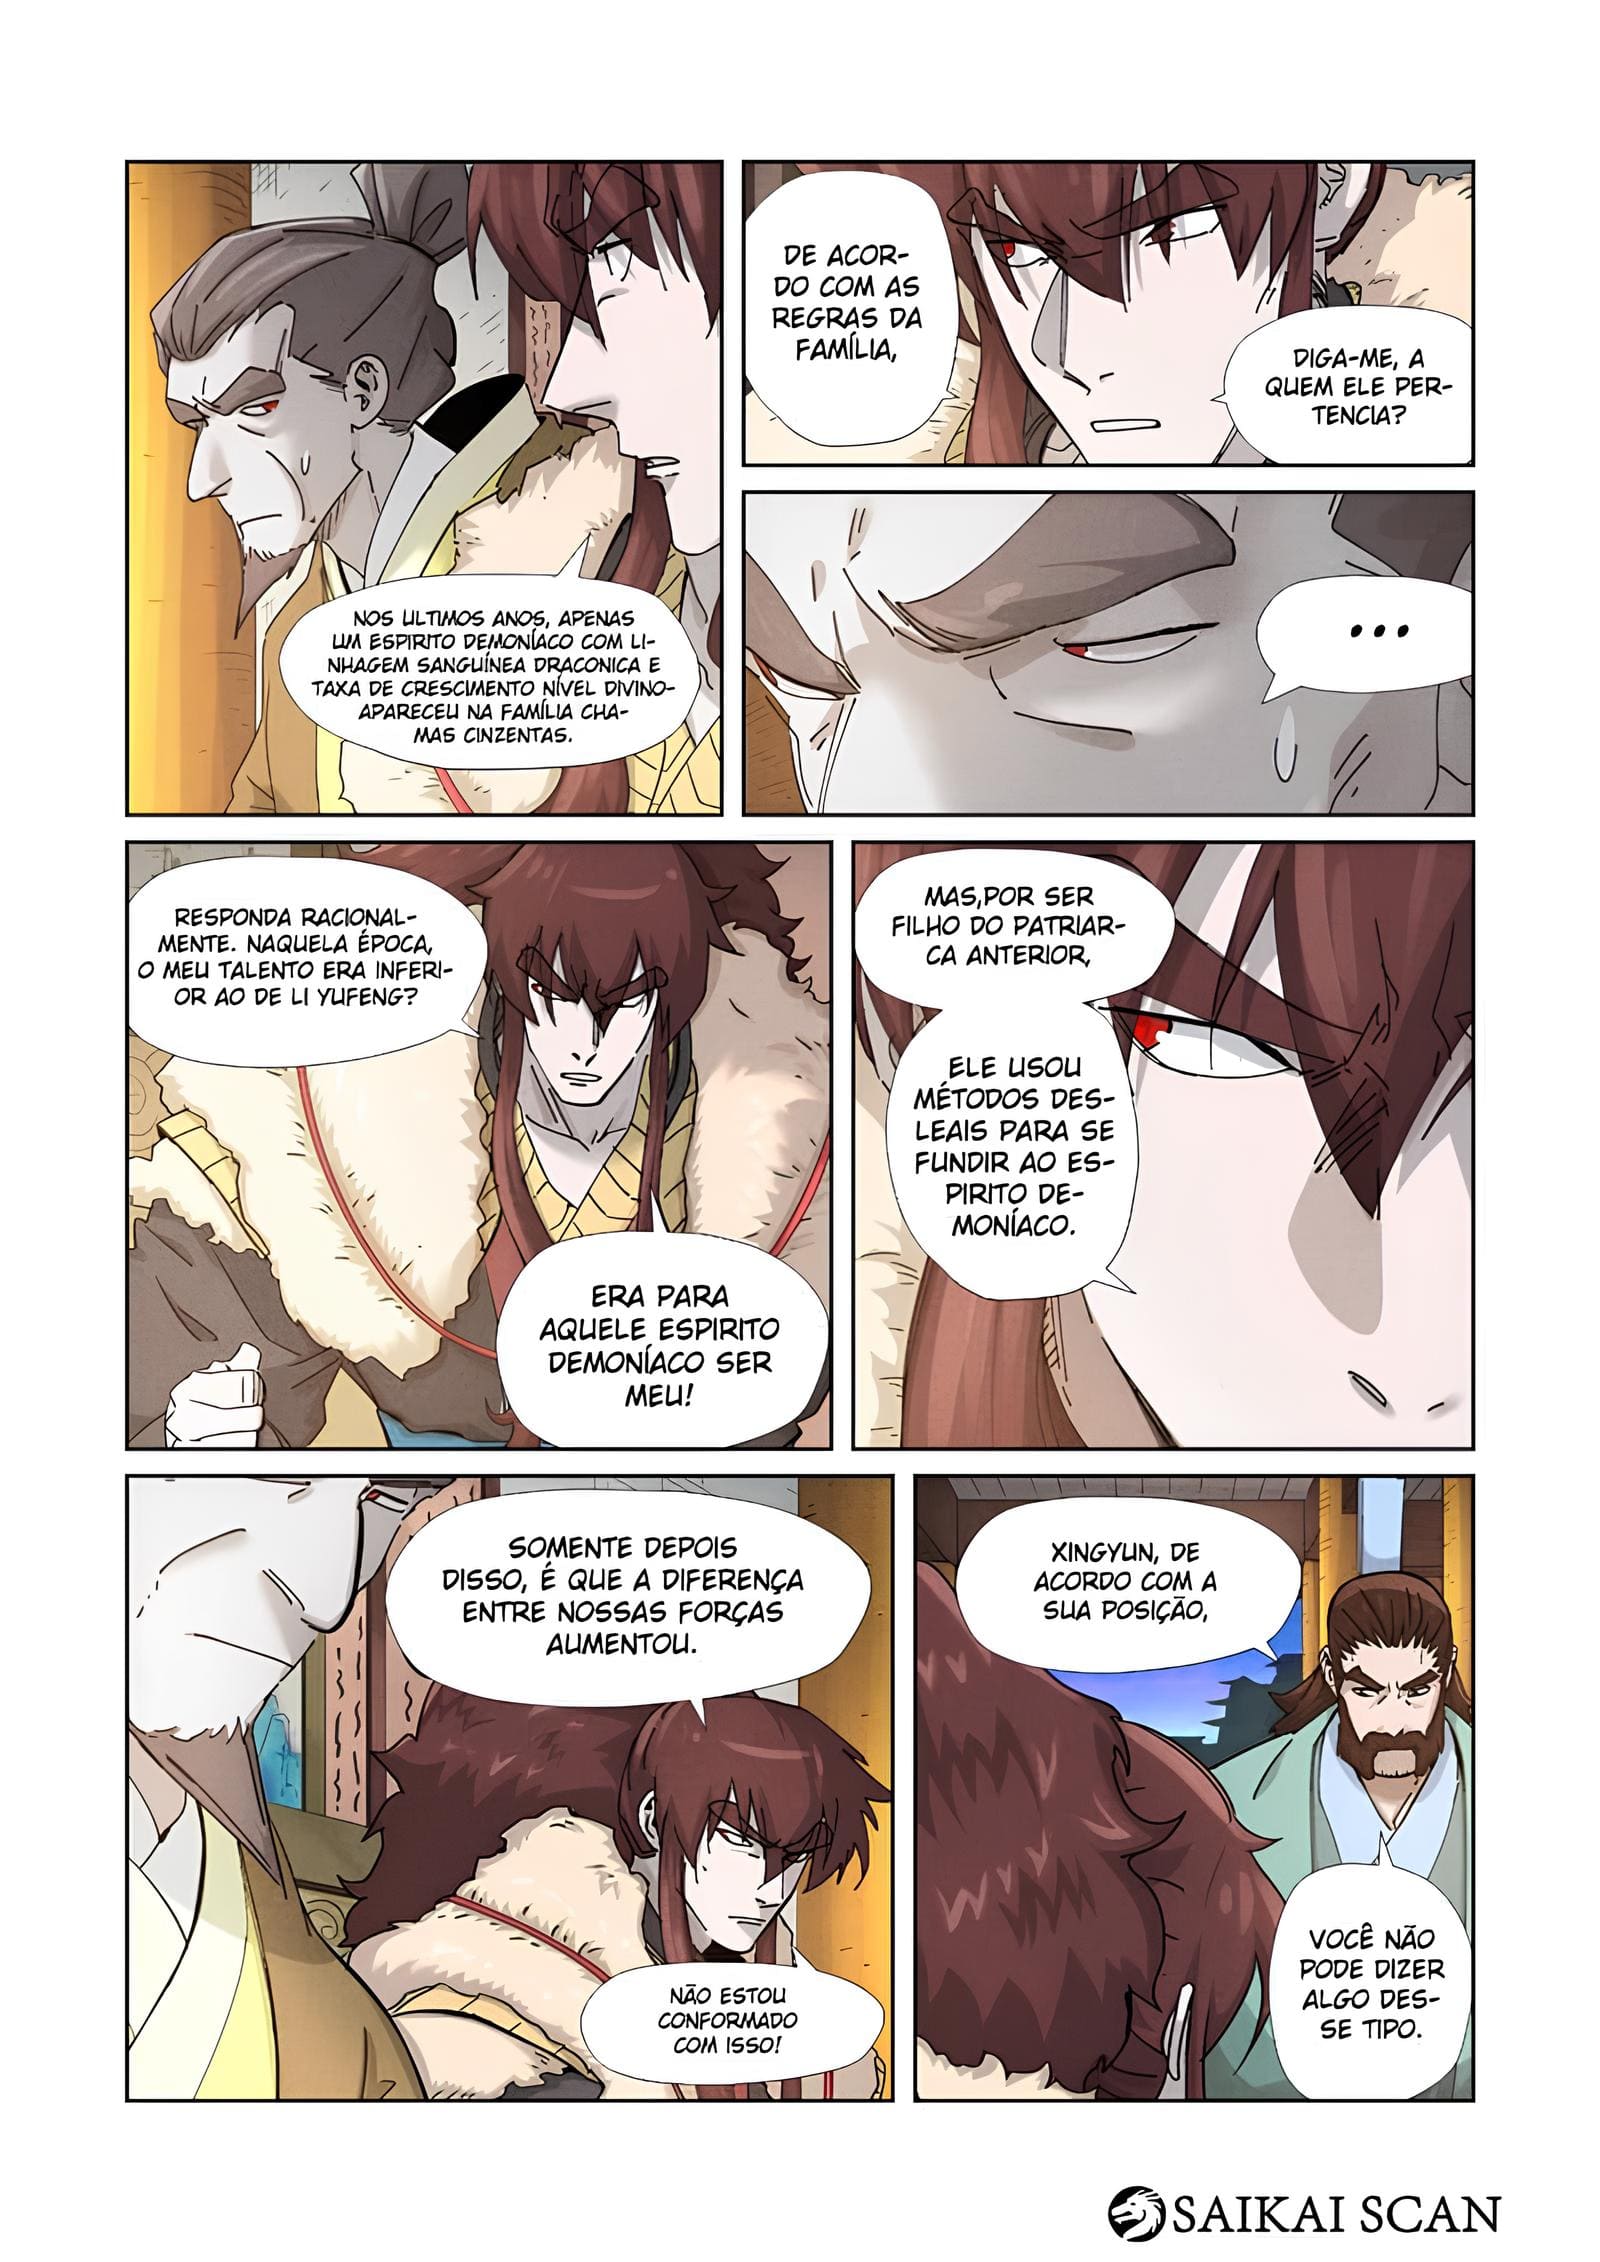 NOS ULTIMOS ANOS, APENAS
UM ESPIRITO DEMONÍACO COM LI-
NHAGEM SANGUÍNEA DRACONICA E
TAXA DE CRESCIMENTO NÍVEL DIVINO-
APARECEU NA FAMÍLIA CHA-
MAS CINZENTAS.
DE ACOR-
DO COM AS
REGRAS DA
FAMÍLIA,
DIGA-ME, A
QUEM ELE PER-
TENCIA?
...
RESPONDA RACIONAL-
MENTE. NAQUELA ÉPOCA,
O MEU TALENTO ERA INFERI-
OR AO DE LI YUFENG?
ERA PARA
AQUELE ESPIRITO
DEMONÍACO SER
MEU!
MAS,POR SER
FILHO DO PATRIAR-
CA ANTERIOR,
ELE USOU
MÉTODOS DES-
LEAIS PARA SE
FUNDIR AO ES-
PIRITO DE-
MONÍACO.
SOMENTE DEPOIS
DISSO, É QUE A DIFERENÇA
ENTRE NOSSAS FORÇAS
AUMENTOU.
NÃO ESTOU
CONFORMADO
COM ISSO!
XINGYUN, DE
ACORDO COM A
SUA POSIÇÃO,
VOCÊ NÃO
PODE DIZER
ALGO DES-
SE TIPO.
SAIKAI SCAN